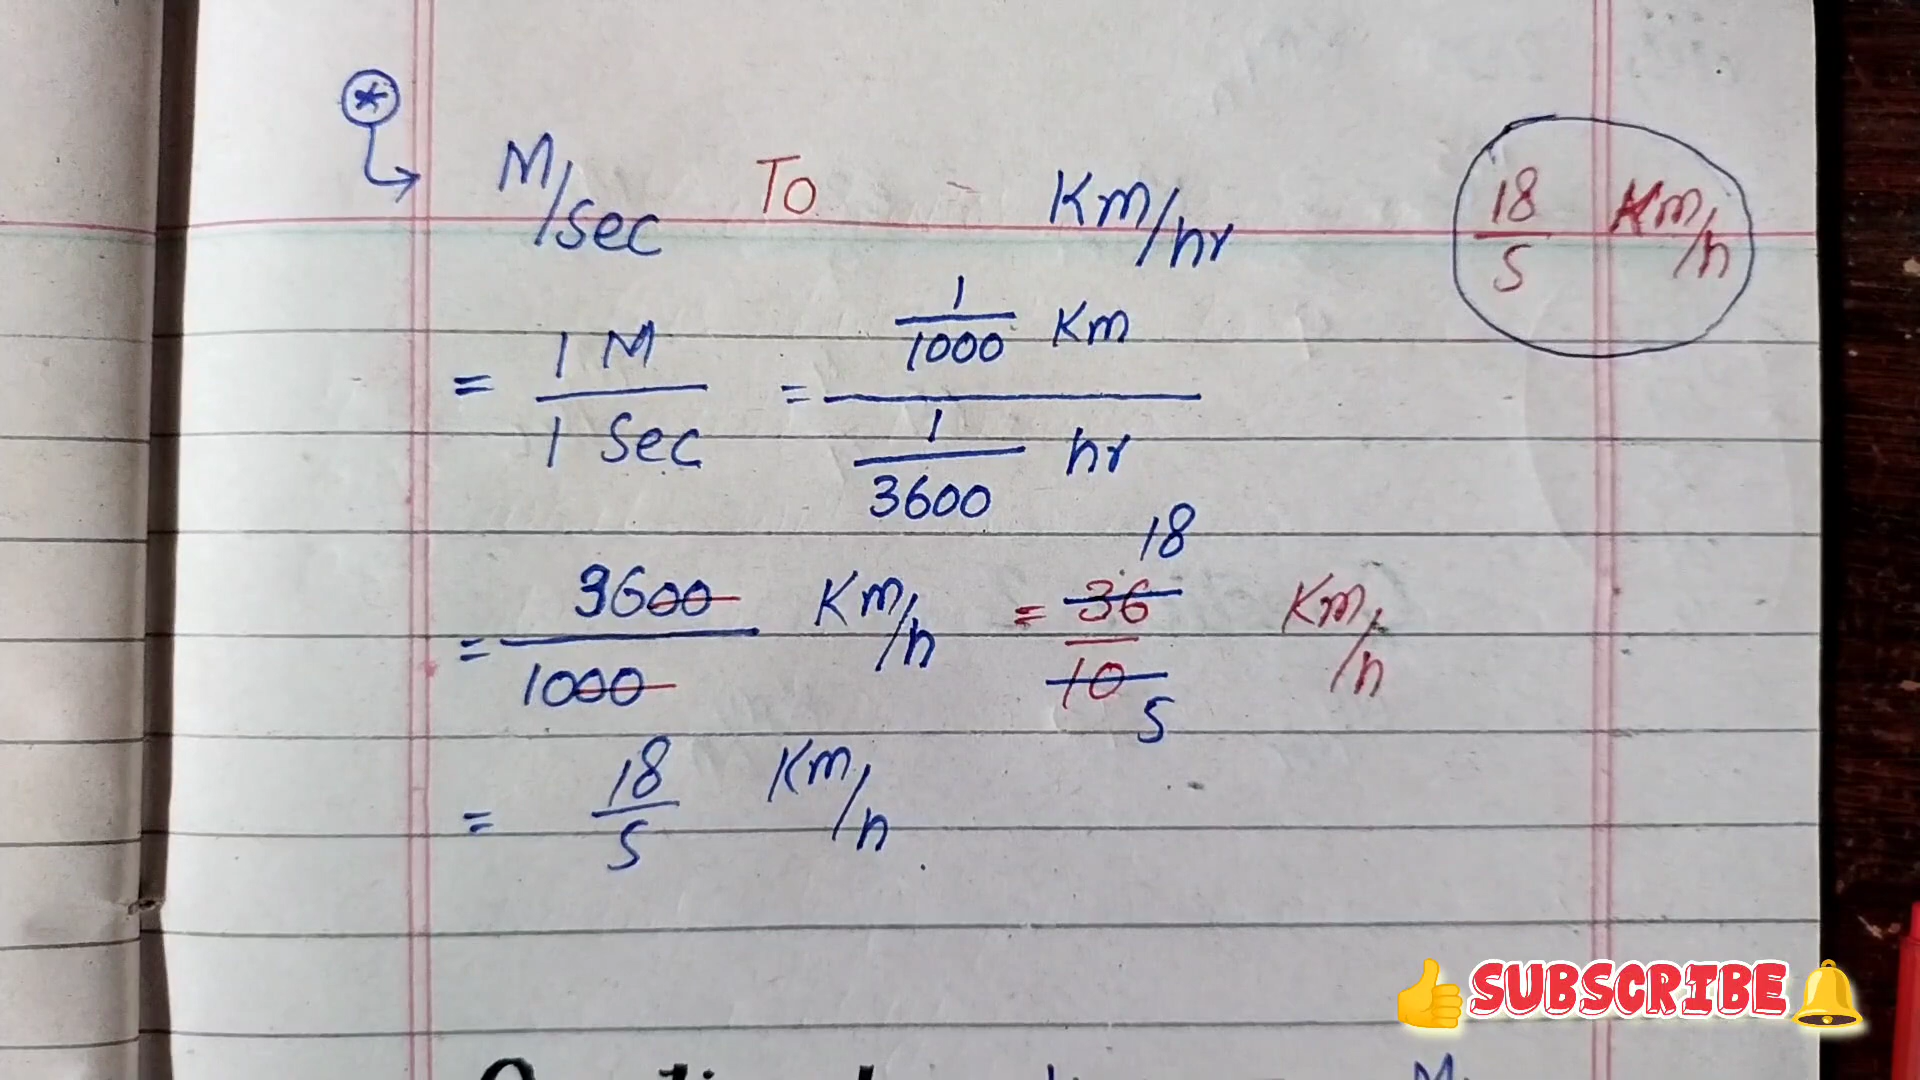 *
M/sec To Km/hr
18/5 Km/h
= 1 M / 1 Sec = 1/1000 Km / 1/3600 hr
= 3600/1000 Km/h = 36/10 Km/h
18
5
= 18/5 Km/h
SUBSCRIBE